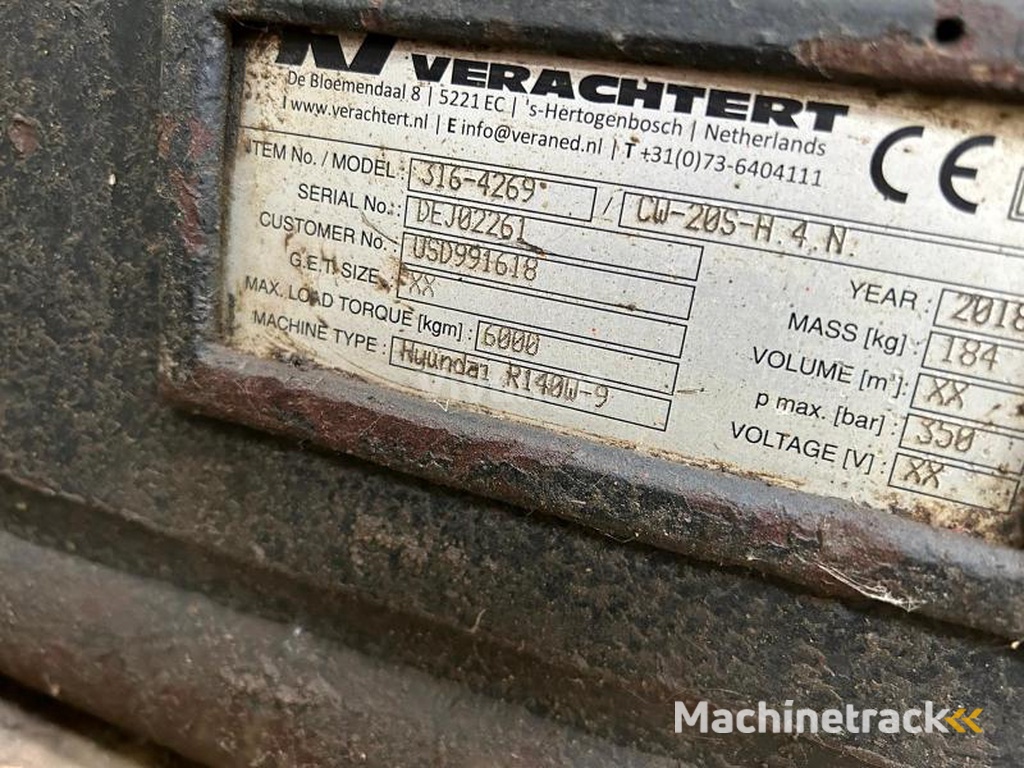 VERACHTERT
De Bloemendaal 8 | 5221 EC | 's-Hertogenbosch | Netherlands
I www.verachtert.nl | E info@veraned.nl | T +31(0)73-6404111
CE
ITEM No. / MODEL : 316-4269 / CW-20S-H.4.N.
SERIAL No.: DEJ02261
CUSTOMER No.: USD991618
G.E.T. SIZE : XX
MAX. LOAD TORQUE [kgm] : 6000
MACHINE TYPE : Hyundai R140W-9
YEAR : 2018
MASS [kg] : 184
VOLUME [m³]: XX
p max. [bar] : 350
VOLTAGE [V] : XX
Machinetrack